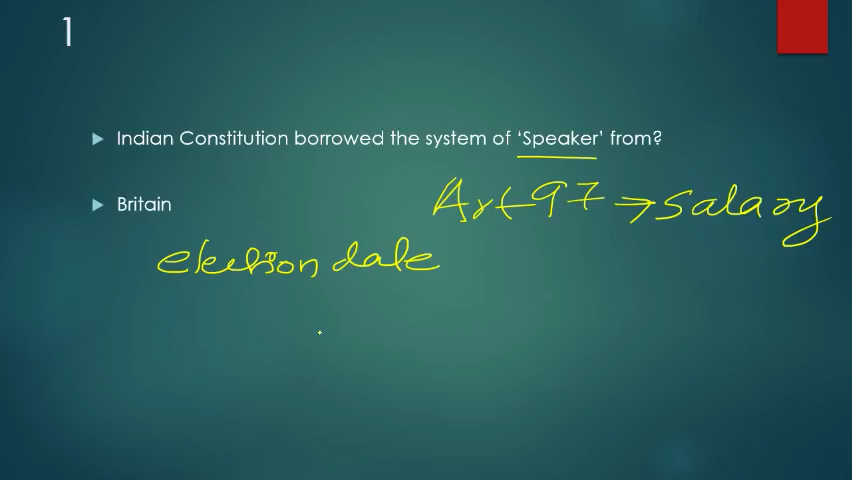 1
Indian Constitution borrowed the system of ‘Speaker’ from?
Britain
Art 97 → Salary
election date